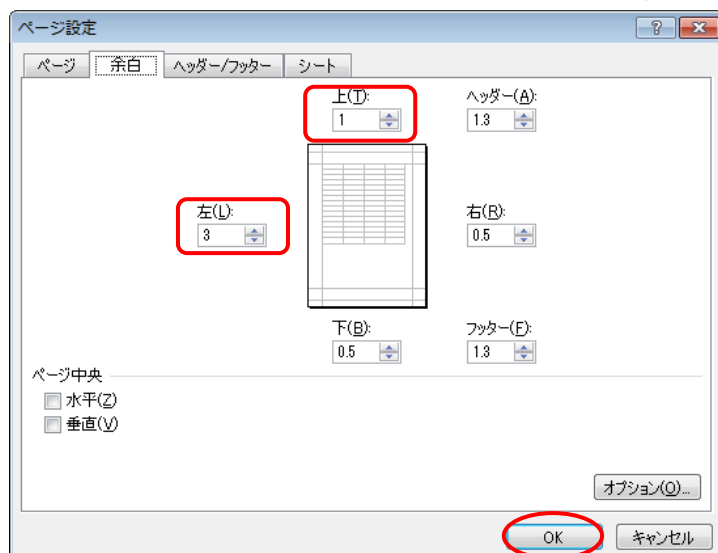 ページ設定
ページ 余白 ヘッダー/フッター シート
上(T): ヘッダー(A):
1 1.3
左(L): 右(R):
3 0.5
下(B): フッター(F):
0.5 1.3
ページ中央
水平(Z)
垂直(V)
オプション(O)...
OK キャンセル